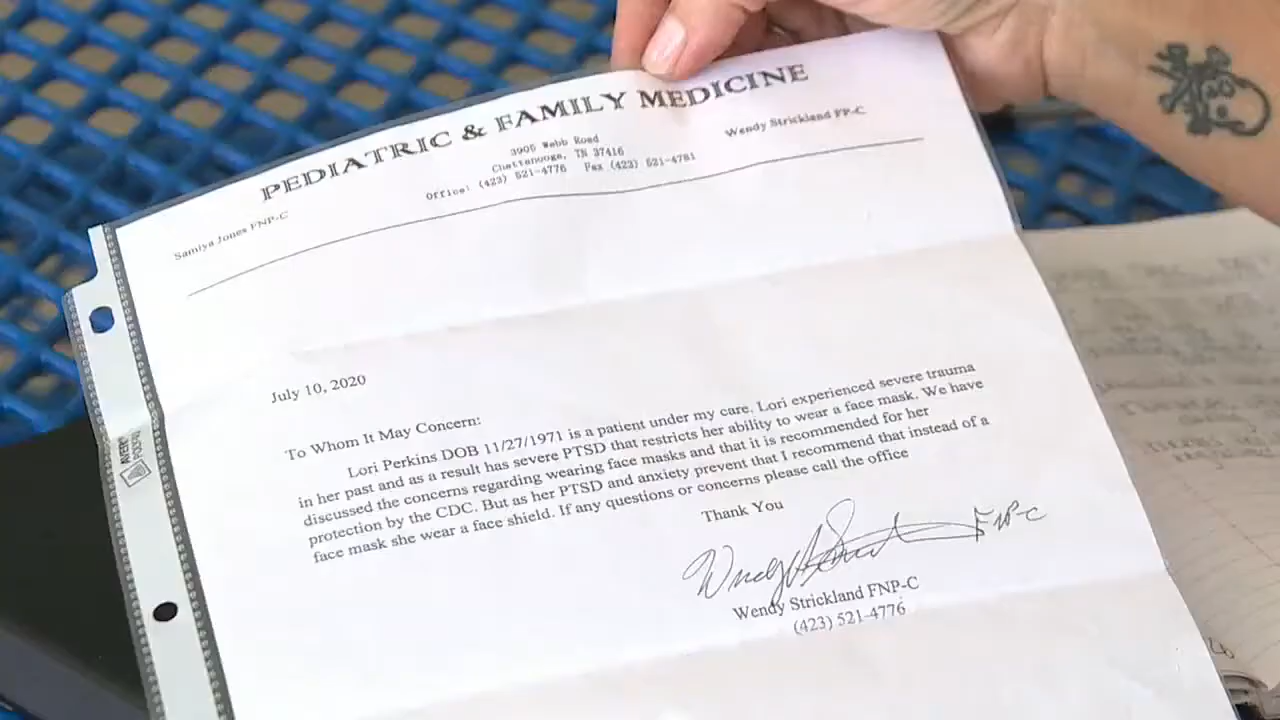 PEDIATRIC & FAMILY MEDICINE
3905 Webb Road
Chattanooga, TN 37416
Office: (423) 521-4776 Fax (423) 521-4781
Wendy Strickland FP-C
Samiya Jones FNP-C
July 10, 2020
To Whom It May Concern:
Lori Perkins DOB 11/27/1971 is a patient under my care. Lori experienced severe trauma
in her past and as a result has severe PTSD that restricts her ability to wear a face mask. We have
discussed the concerns regarding wearing face masks and that it is recommended for her
protection by the CDC. But as her PTSD and anxiety prevent that I recommend that instead of a
face mask she wear a face shield. If any questions or concerns please call the office
Thank You
FNP-C
Wendy Strickland FNP-C
(423) 521-4776
AVERY